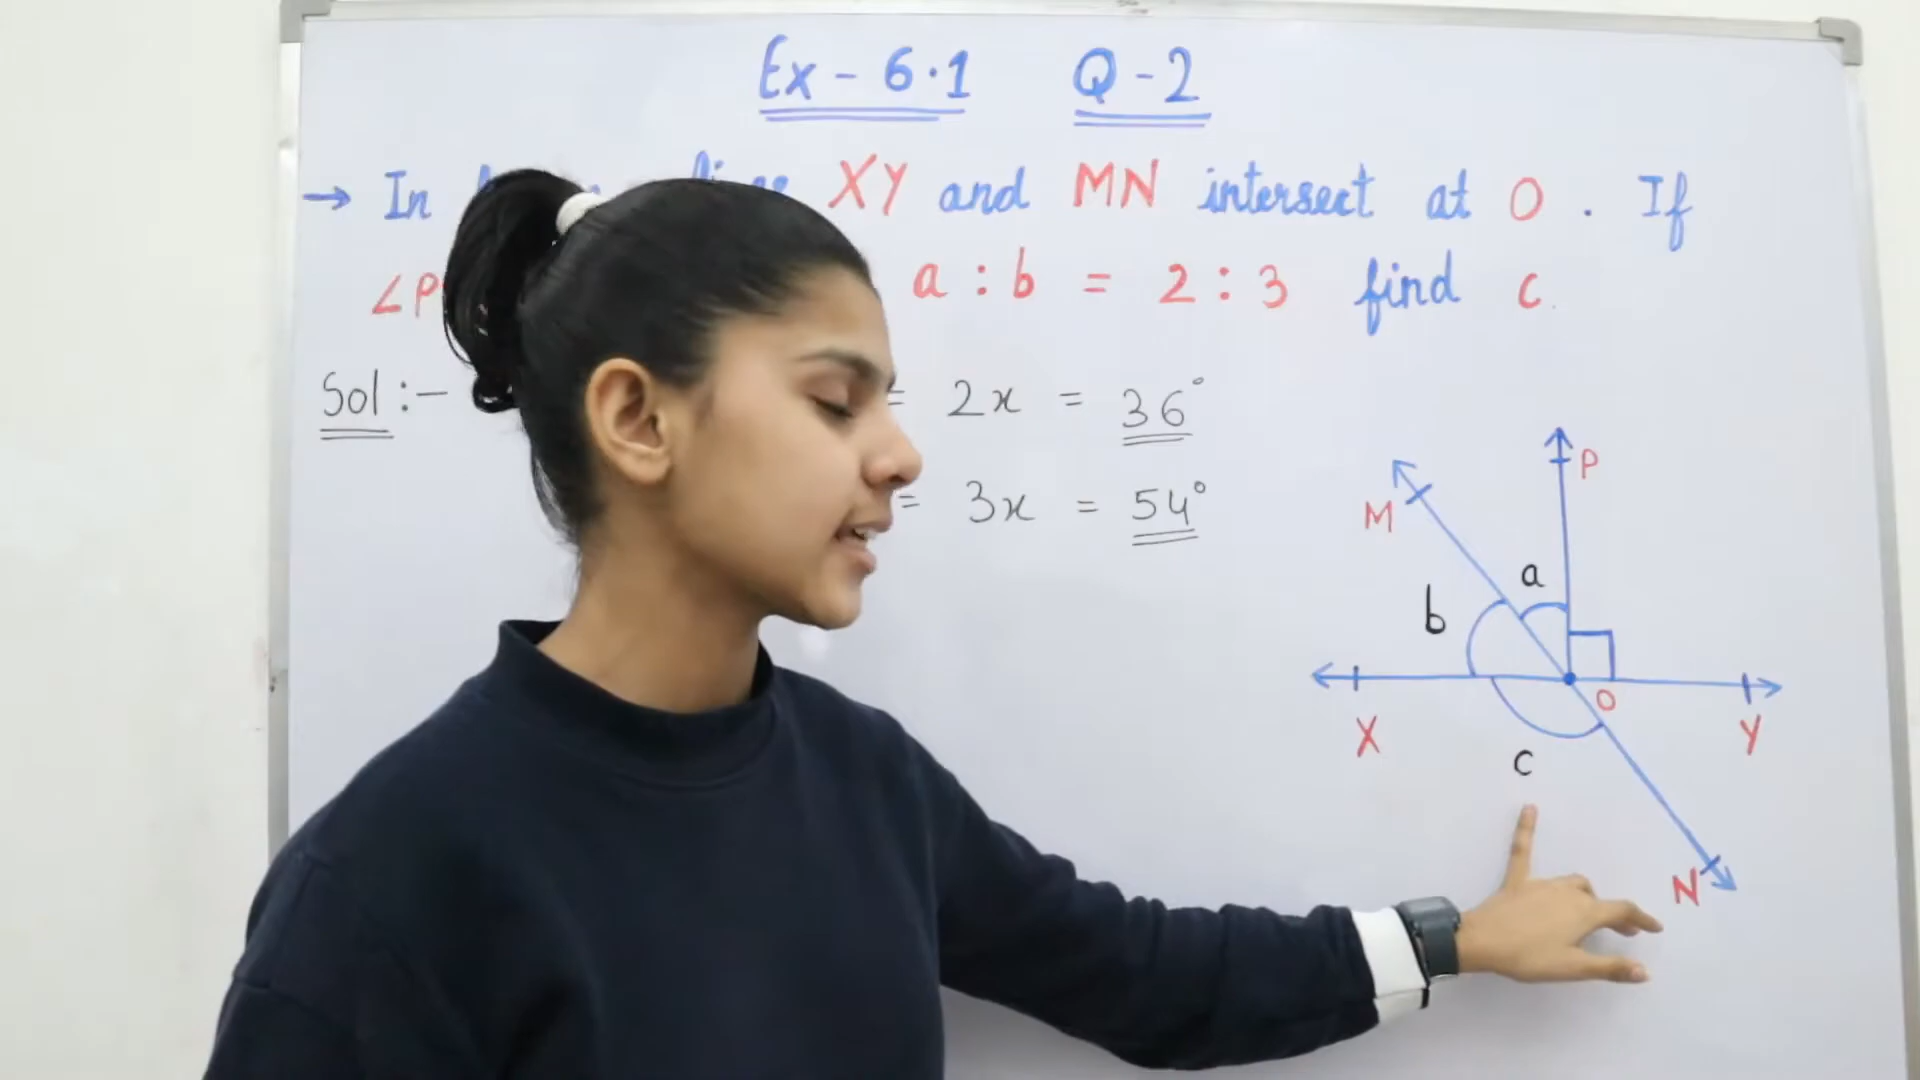 Ex - 6.1 Q - 2
→ In XY and MN intersect at O . If
∠P a : b = 2 : 3 find c.
Sol :- = 2x = 36°
= 3x = 54°
P
M
a
b
O
X
Y
c
N